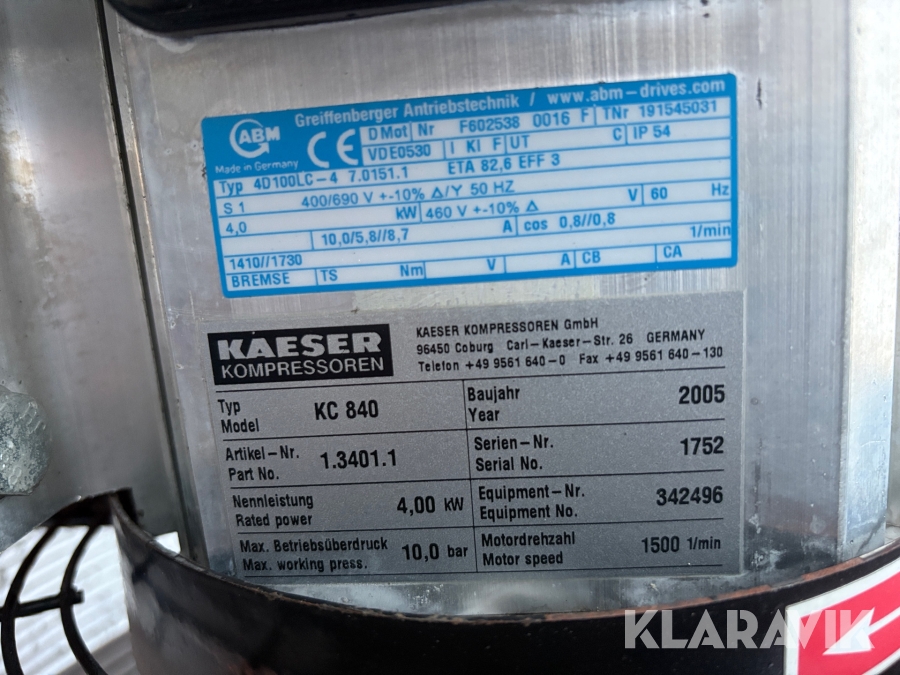 ABM
Made in Germany
Greiffenberger Antriebstechnik / www.abm-drives.com
CE D Mot Nr F602538 0016 F TNr 191545031
VDE0530 I KI F UT C IP 54
Typ 4D100LC-4 7.0151.1 ETA 82,6 EFF 3
S 1 400/690 V +-10% Δ/Y 50 HZ
4,0 kW 460 V +-10% Δ V 60 Hz
10,0/5,8//8,7 A cos 0,8//0,8
1410//1730 1/min
BREMSE TS Nm V A CB CA
KAESER
KOMPRESSOREN
KAESER KOMPRESSOREN GmbH
96450 Coburg Carl-Kaeser-Str. 26 GERMANY
Telefon +49 9561 640-0 Fax +49 9561 640-130
Typ
Model KC 840
Baujahr
Year 2005
Artikel-Nr.
Part No. 1.3401.1
Serien-Nr.
Serial No. 1752
Nennleistung
Rated power 4,00 kW
Equipment-Nr.
Equipment No. 342496
Max. Betriebsüberdruck
Max. working press. 10,0 bar
Motordrehzahl
Motor speed 1500 1/min
KLARAVIK